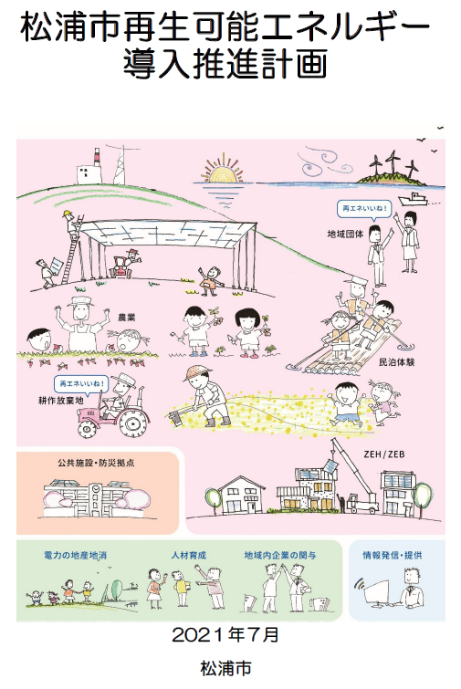 松浦市再生可能エネルギー
導入推進計画
再エネいいね！
地域団体
農業
民泊体験
再エネいいね！
耕作放棄地
公共施設・防災拠点
ZEH/ZEB
電力の地産地消
人材育成
地域内企業の関与
情報発信・提供
2021年7月
松浦市